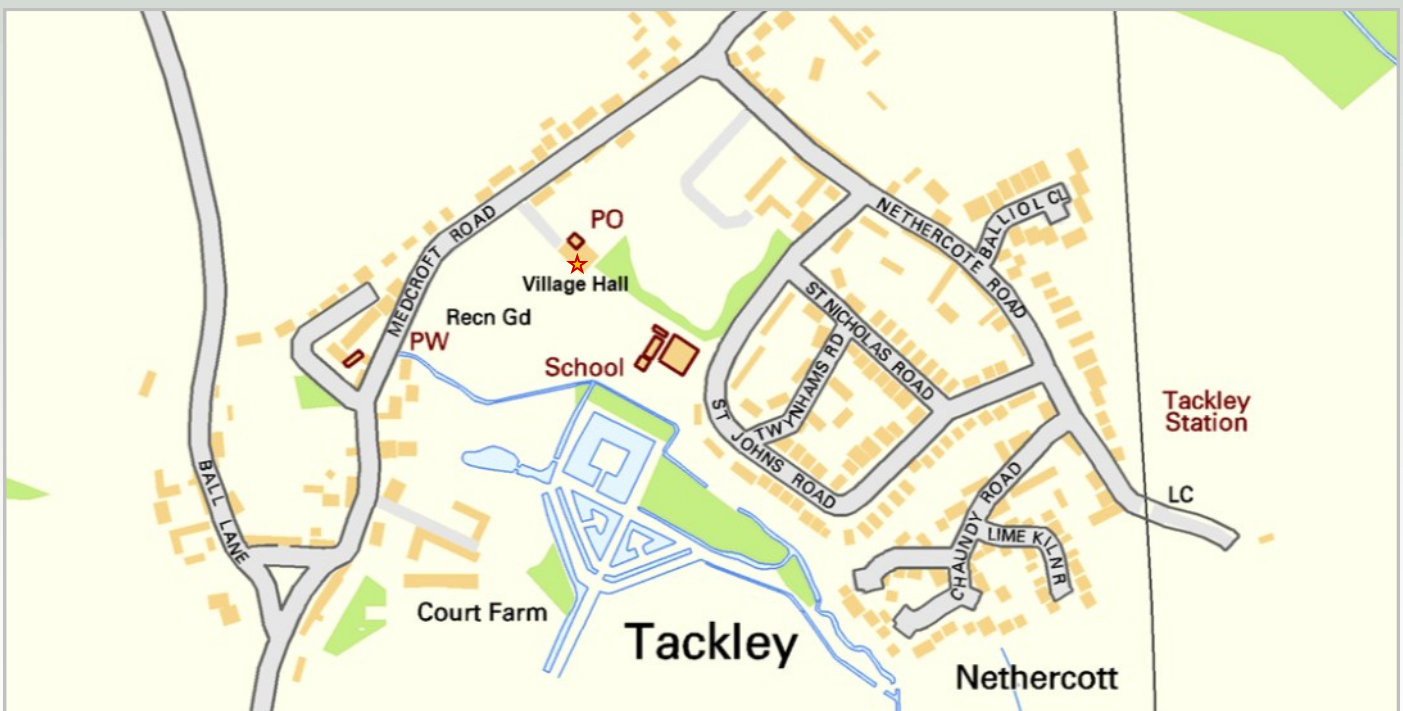 BALLIOL CL
NETHERCOTE ROAD
MEDCROFT ROAD
PO
Village Hall
ST NICHOLAS ROAD
Recn Gd
PW
School
TWYNHAMS RD
ST JOHNS ROAD
Tackley
Station
BALL LANE
LC
CHAUNDY ROAD
LIME KILN R
Court Farm
Tackley
Nethercott